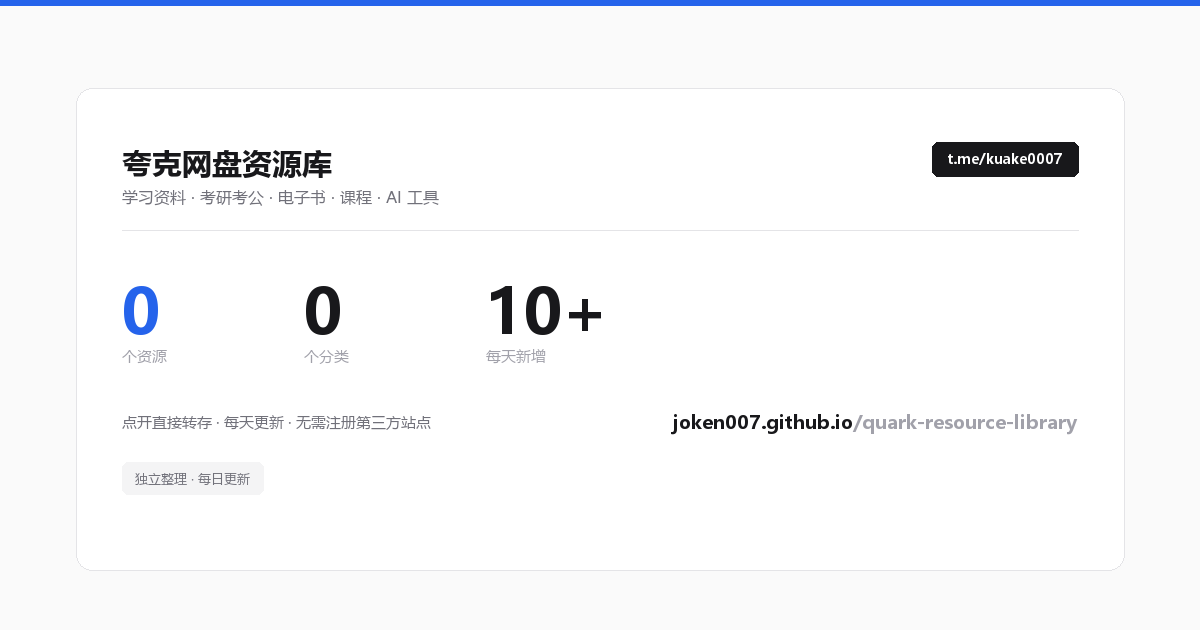 夸克网盘资源库
t.me/kuake0007
学习资料 · 考研考公 · 电子书 · 课程 · AI 工具
0
个资源
0
个分类
10+
每天新增
点开直接转存 · 每天更新 · 无需注册第三方站点
joken007.github.io/quark-resource-library
独立整理 · 每日更新